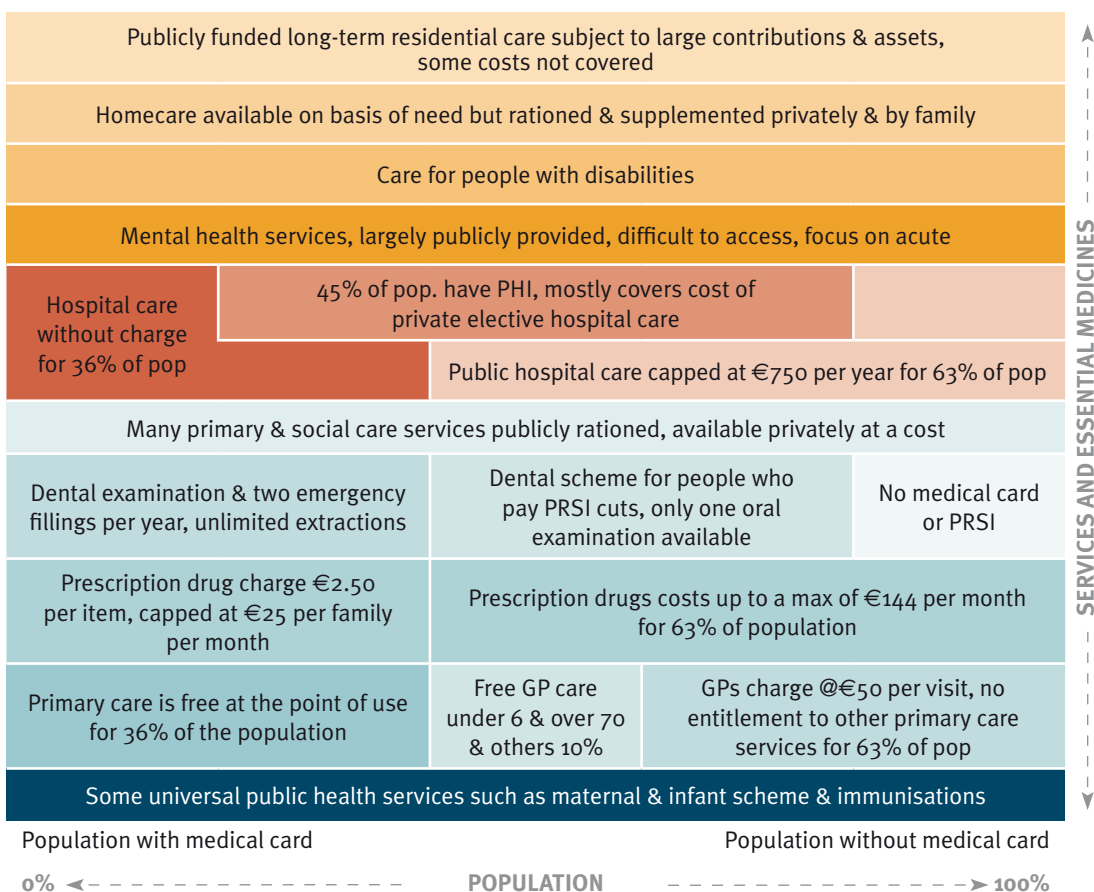 Publicly funded long-term residential care subject to large contributions & assets,
some costs not covered
Homecare available on basis of need but rationed & supplemented privately & by family
Care for people with disabilities
Mental health services, largely publicly provided, difficult to access, focus on acute
Hospital care
without charge
for 36% of pop
45% of pop. have PHI, mostly covers cost of
private elective hospital care
Public hospital care capped at €750 per year for 63% of pop
Many primary & social care services publicly rationed, available privately at a cost
Dental examination & two emergency
fillings per year, unlimited extractions
Dental scheme for people who
pay PRSI cuts, only one oral
examination available
No medical card
or PRSI
Prescription drug charge €2.50
per item, capped at €25 per family
per month
Prescription drugs costs up to a max of €144 per month
for 63% of population
Primary care is free at the point of use
for 36% of the population
Free GP care
under 6 & over 70
& others 10%
GPs charge @€50 per visit, no
entitlement to other primary care
services for 63% of pop
Some universal public health services such as maternal & infant scheme & immunisations
SERVICES AND ESSENTIAL MEDICINES
Population with medical card
Population without medical card
0%
POPULATION
100%